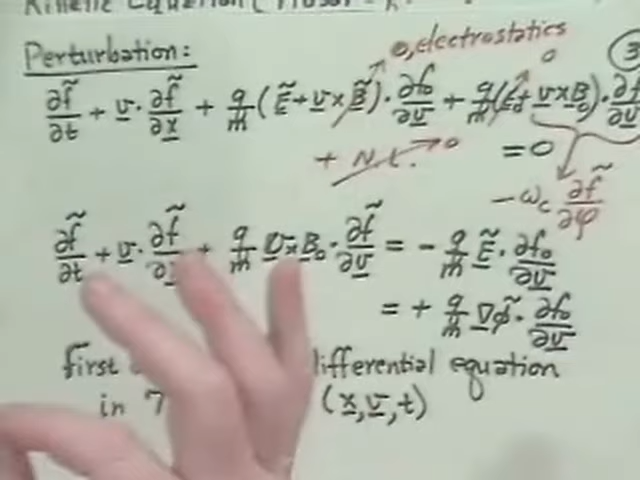 Kinetic Equation (
Perturbation:
0, electrostatics
0
3
∂f̃/∂t + v·∂f̃/∂x + q/m (Ẽ + v×B̃)·∂f₀/∂v + q/m (E₀ + v×B₀)·∂f̃/∂v
+ N.L. → 0 = 0
-ω_c ∂f̃/∂φ
∂f̃/∂t + v·∂f̃/∂x + q/m v×B₀·∂f̃/∂v = - q/m Ẽ·∂f₀/∂v
= + q/m ∇φ̃·∂f₀/∂v
first differential equation
in 7 (x,v,t)